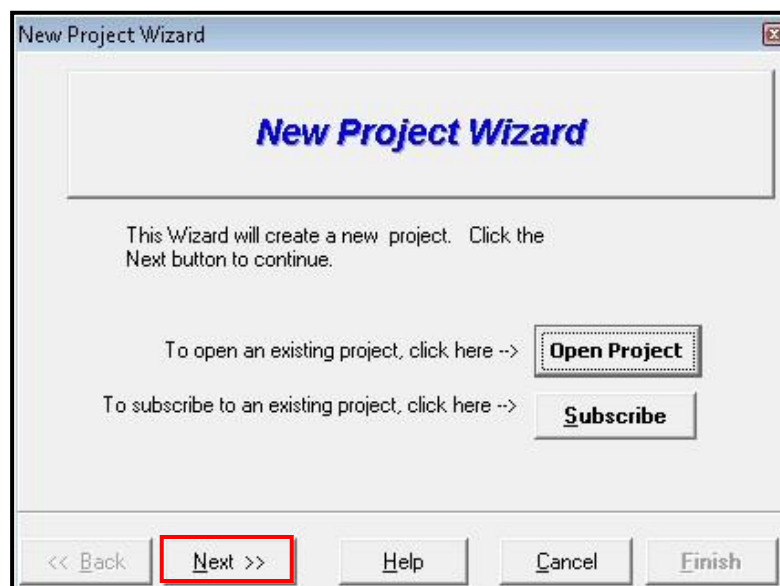 New Project Wizard
New Project Wizard
This Wizard will create a new  project.   Click the
Next button to continue.
To open an existing project, click here -->
Open Project
To subscribe to an existing project, click here -->
Subscribe
<< Back
Next >>
Help
Cancel
Finish